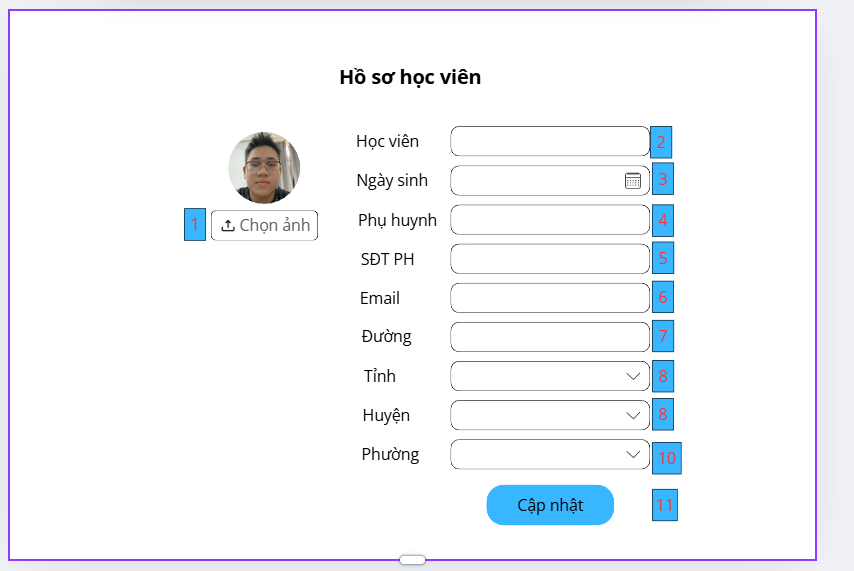 Hồ sơ học viên
Học viên 2
Ngày sinh 3
Phụ huynh 4
1 Chọn ảnh
SĐT PH 5
Email 6
Đường 7
Tỉnh 8
Huyện 8
Phường 10
Cập nhật 11